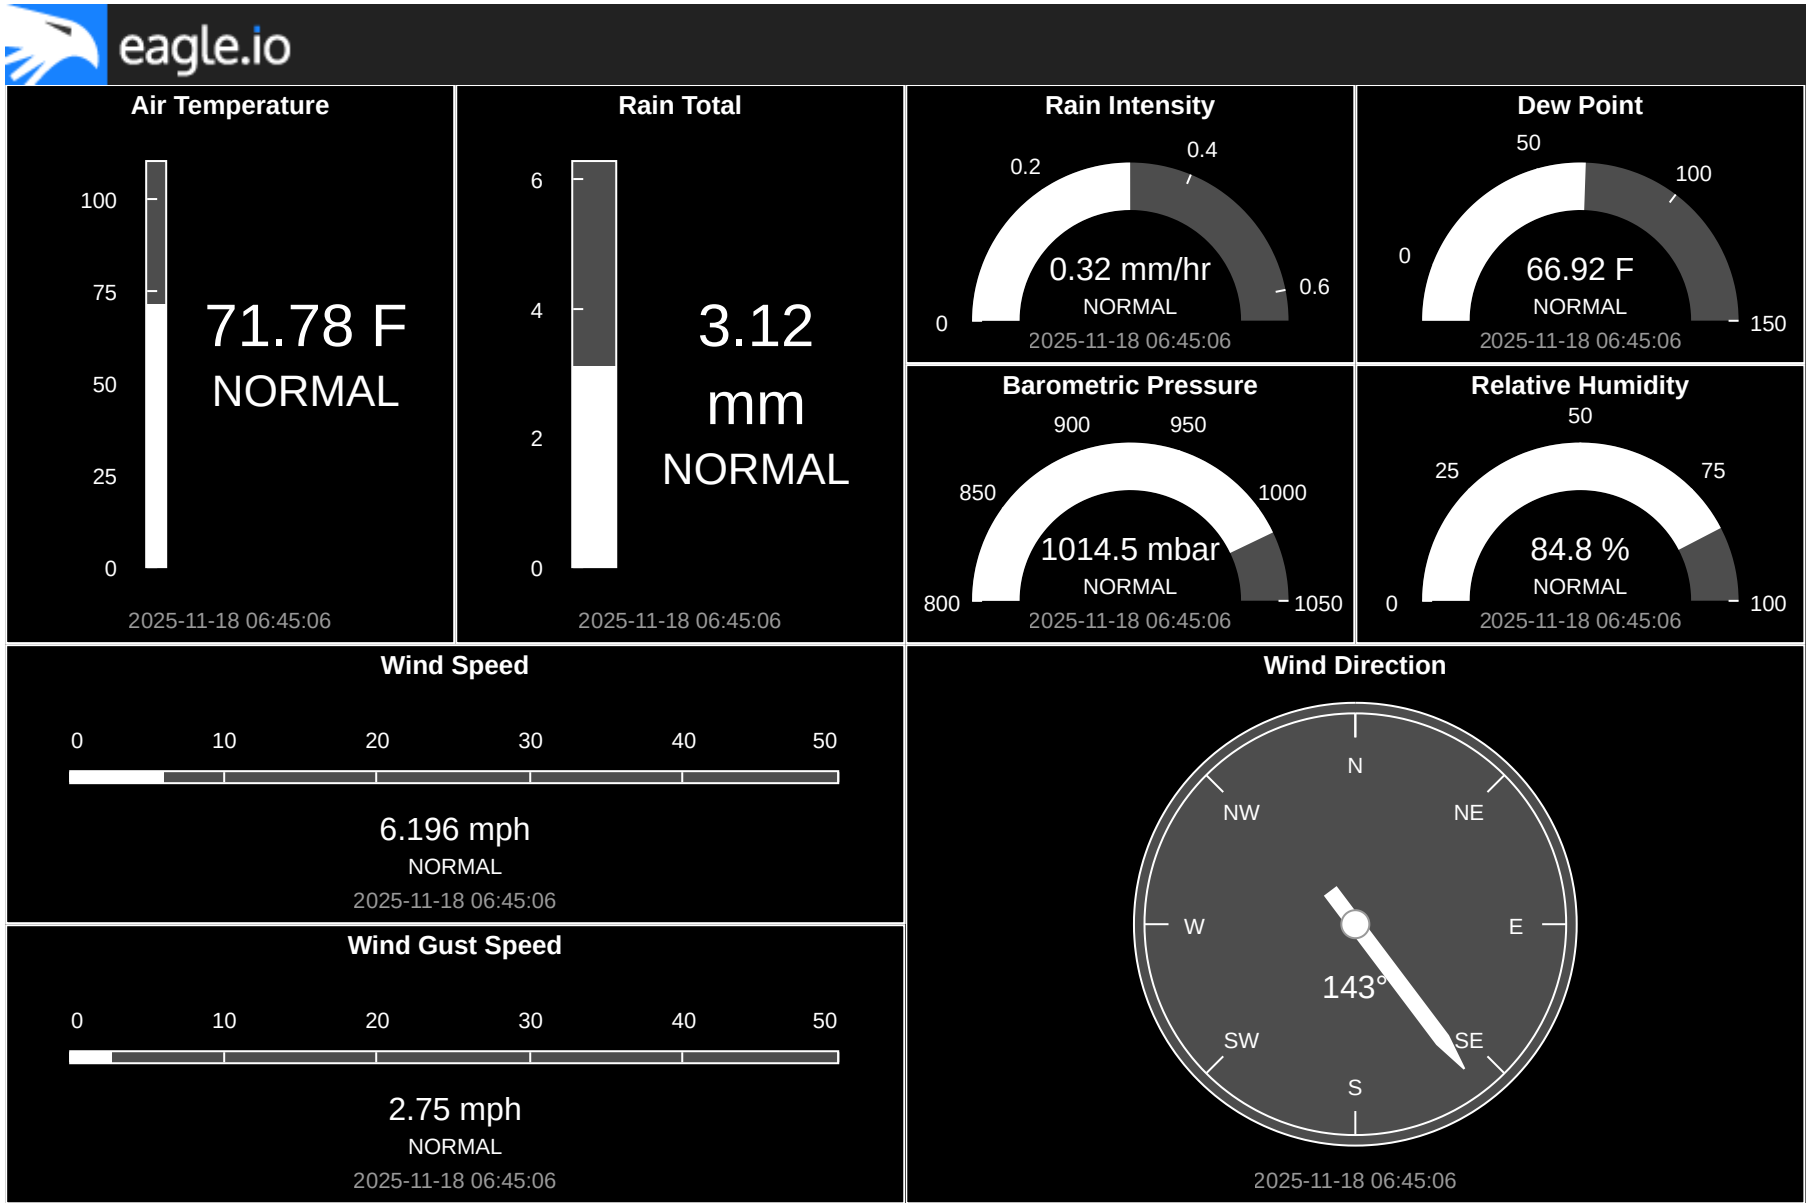 eagle.io
Air Temperature
100
75
50
25
0
71.78 F
NORMAL
2025-11-18 06:45:06
Rain Total
6
4
2
0
3.12
mm
NORMAL
2025-11-18 06:45:06
Rain Intensity
0
0.2
0.4
0.6
0.32 mm/hr
NORMAL
2025-11-18 06:45:06
Dew Point
0
50
100
150
66.92 F
NORMAL
2025-11-18 06:45:06
Barometric Pressure
800
850
900
950
1000
1050
1014.5 mbar
NORMAL
2025-11-18 06:45:06
Relative Humidity
0
25
50
75
100
84.8 %
NORMAL
2025-11-18 06:45:06
Wind Speed
0 10 20 30 40 50
6.196 mph
NORMAL
2025-11-18 06:45:06
Wind Gust Speed
0 10 20 30 40 50
2.75 mph
NORMAL
2025-11-18 06:45:06
Wind Direction
N
NW NE
W E
143°
SW SE
S
2025-11-18 06:45:06